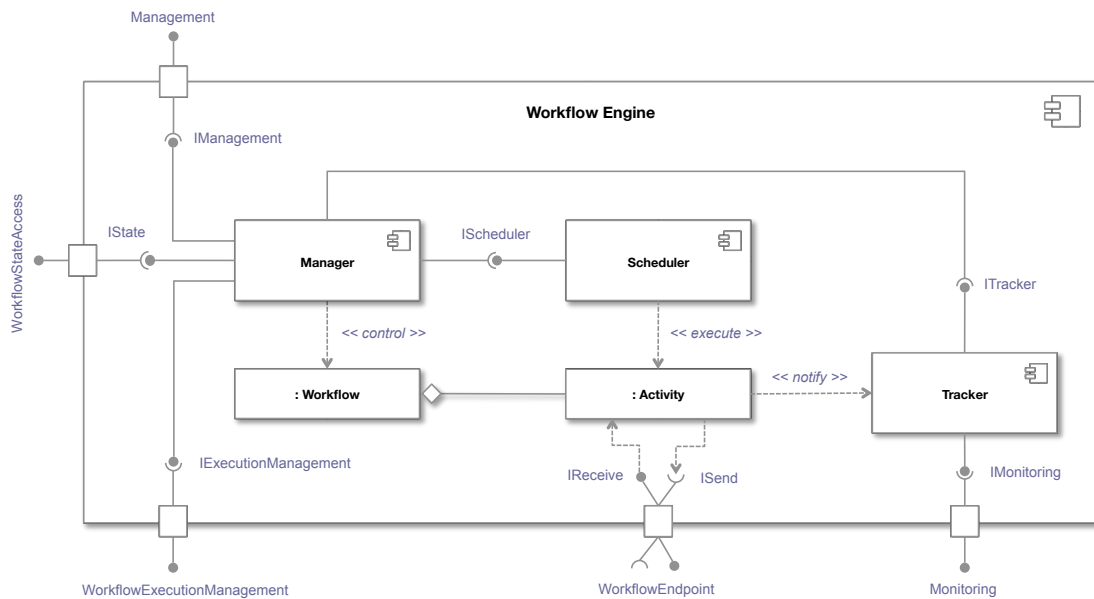 Management
Workflow Engine
IManagement
WorkflowStateAccess
IState
IScheduler
Manager
Scheduler
ITracker
<< control >>
<< execute >>
<< notify >>
: Workflow
: Activity
Tracker
IExecutionManagement
IReceive
ISend
IMonitoring
WorkflowExecutionManagement
WorkflowEndpoint
Monitoring